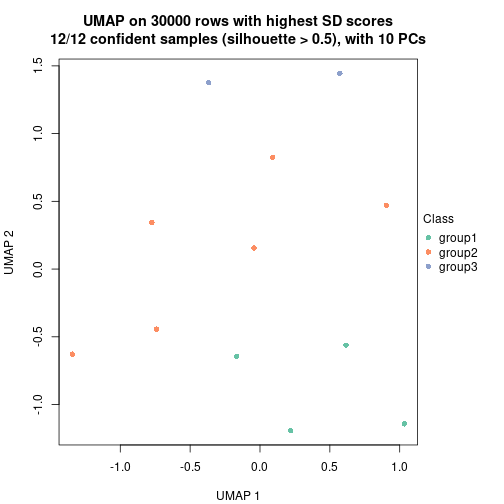 UMAP on 30000 rows with highest SD scores
12/12 confident samples (silhouette > 0.5), with 10 PCs
1.5
1.0
0.5
0.0
-0.5
-1.0
UMAP 2
-1.0 -0.5 0.0 0.5 1.0
UMAP 1
Class
group1
group2
group3